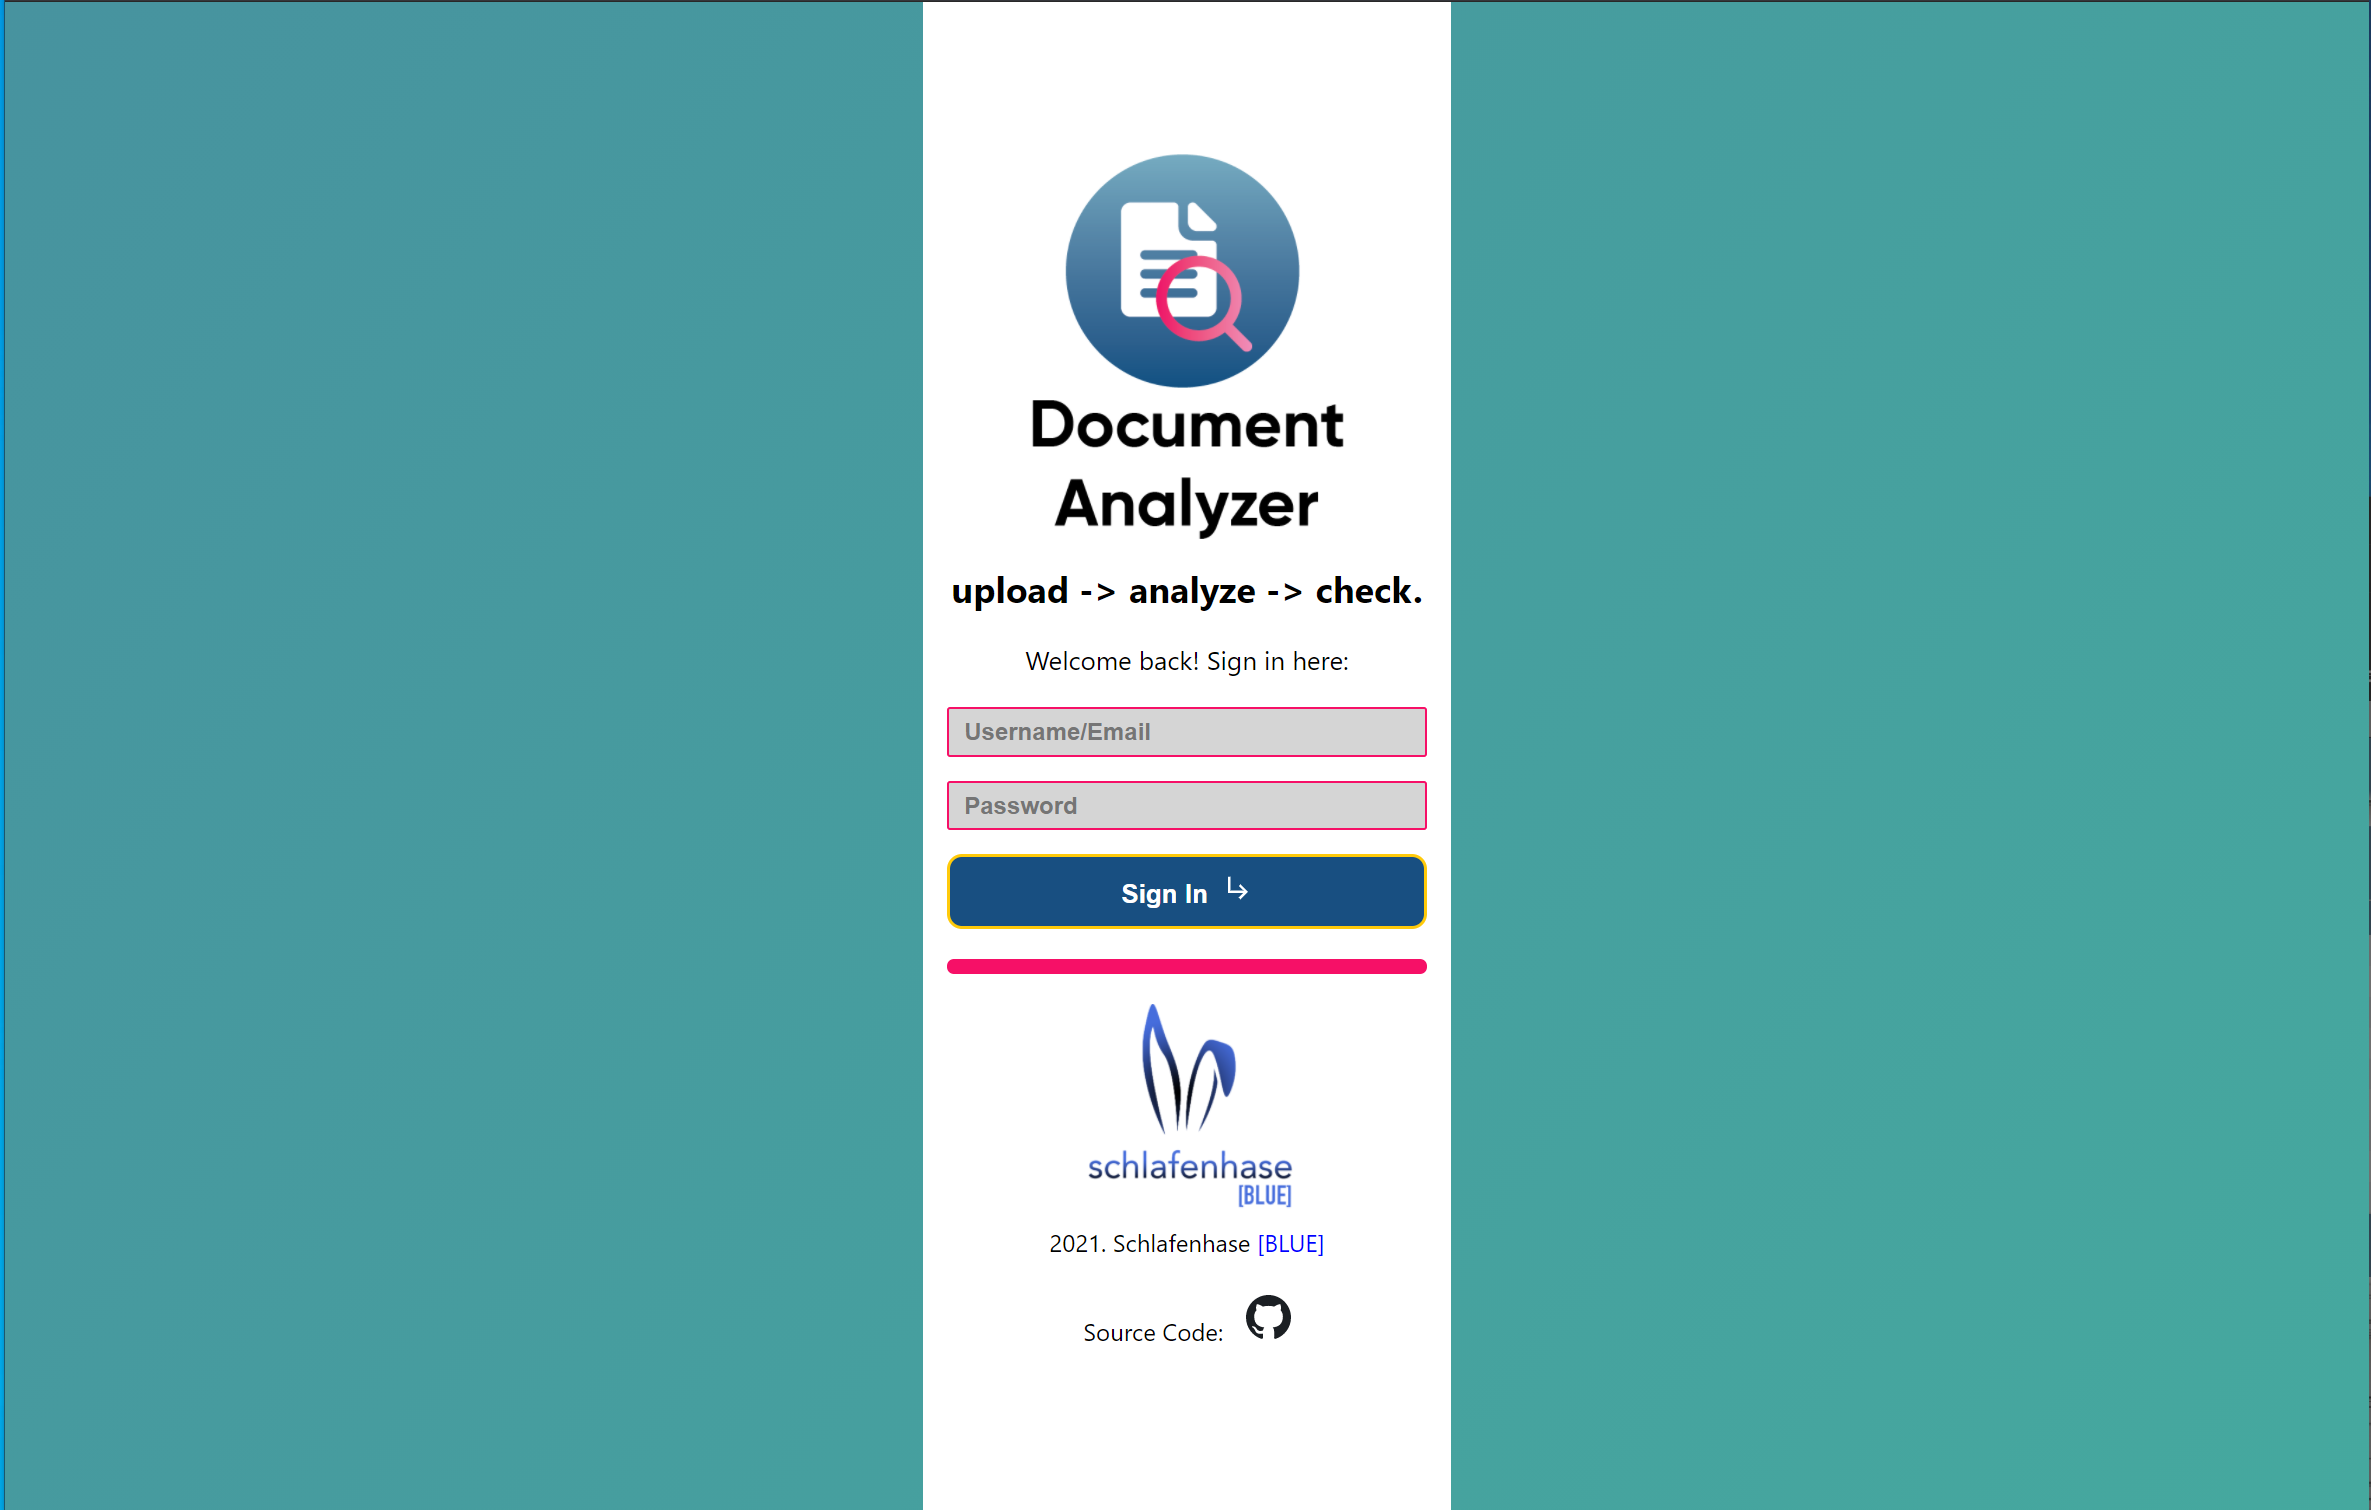 Document
Analyzer
upload -> analyze -> check.
Welcome back! Sign in here:
Username/Email
Password
Sign In
schlafenhase
[BLUE]
2021. Schlafenhase [BLUE]
Source Code: